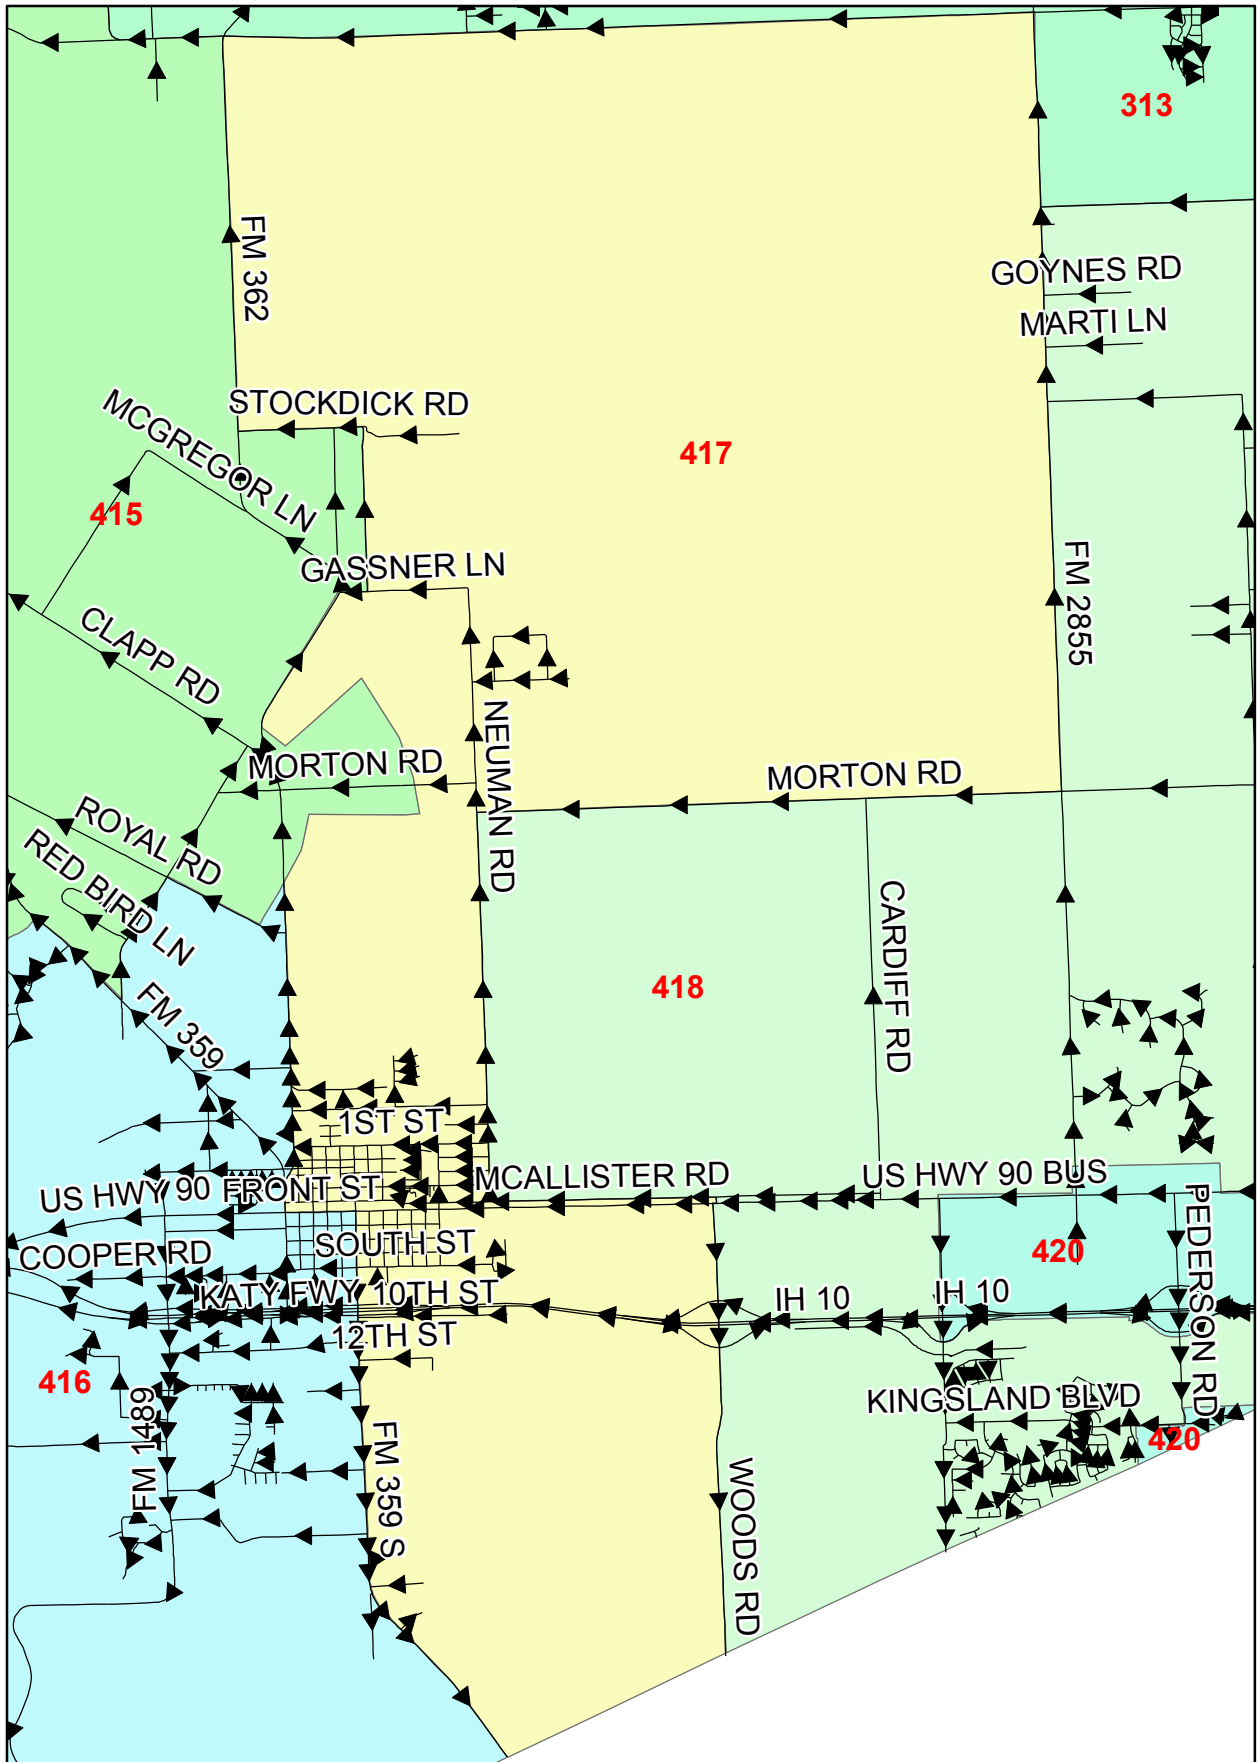 313
FM 362
GOYNES RD
MARTI LN
STOCKDICK RD
MCGREGOR LN
417
415
GASSNER LN
FM 2855
CLAPP RD
NEUMAN RD
MORTON RD
MORTON RD
ROYAL RD
RED BIRD LN
CARDIFF RD
418
FM 359
1ST ST
MCALLISTER RD
US HWY 90 BUS
US HWY 90
FRONT ST
PEDERSON RD
COOPER RD
SOUTH ST
420
KATY FWY
10TH ST
IH 10
IH 10
12TH ST
416
KINGSLAND BLVD
FM 1489
FM 359 S
420
WOODS RD